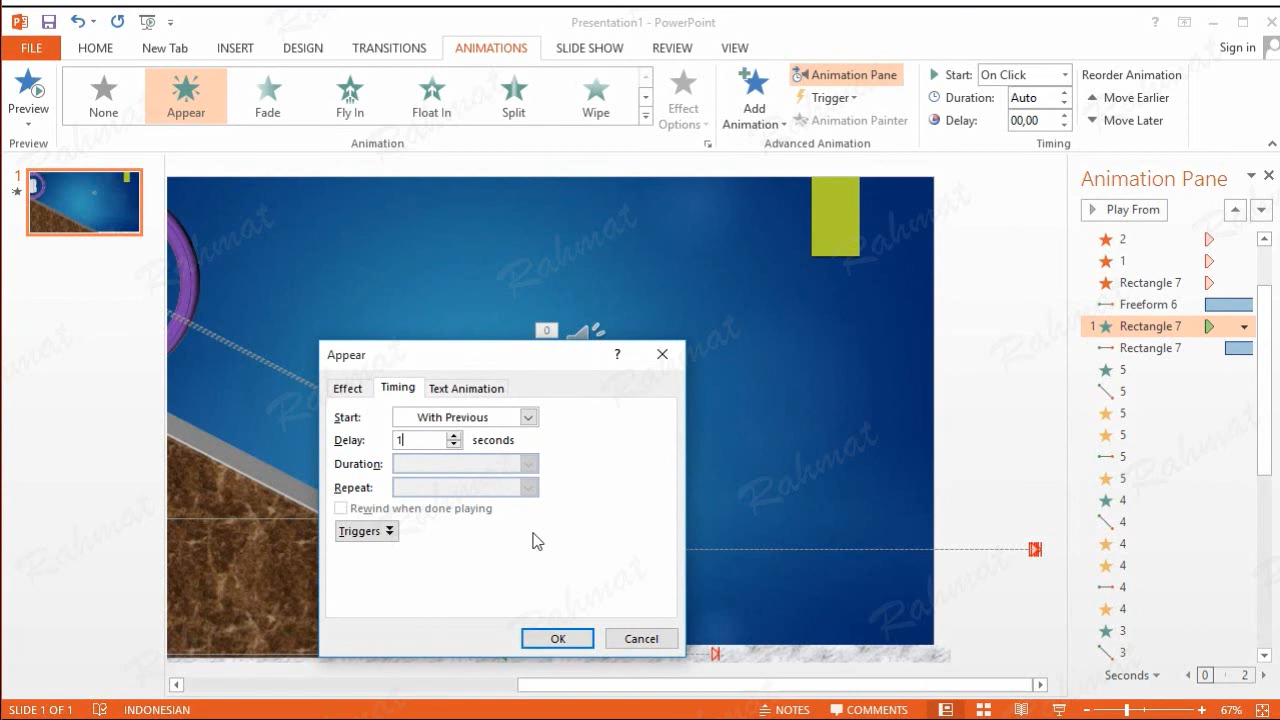 Presentation1 - PowerPoint
?
FILE
HOME
New Tab
INSERT
DESIGN
TRANSITIONS
ANIMATIONS
SLIDE SHOW
REVIEW
VIEW
Sign in
Preview
None
Appear
Fade
Fly In
Float In
Split
Wipe
Effect
Options
Add
Animation
Animation Pane
Trigger
Animation Painter
Start: On Click
Duration: Auto
Delay: 00,00
Reorder Animation
Move Earlier
Move Later
Preview
Animation
Advanced Animation
Timing
1
Rahmat
0
Appear
?
Effect
Timing
Text Animation
Start: With Previous
Delay: 1 seconds
Duration:
Repeat:
Rewind when done playing
Triggers
OK
Cancel
Animation Pane
Play From
2
1
Rectangle 7
Freeform 6
1 Rectangle 7
Rectangle 7
5
5
5
5
5
5
4
4
4
4
4
4
3
3
Seconds
0
2
SLIDE 1 OF 1
INDONESIAN
NOTES
COMMENTS
67%